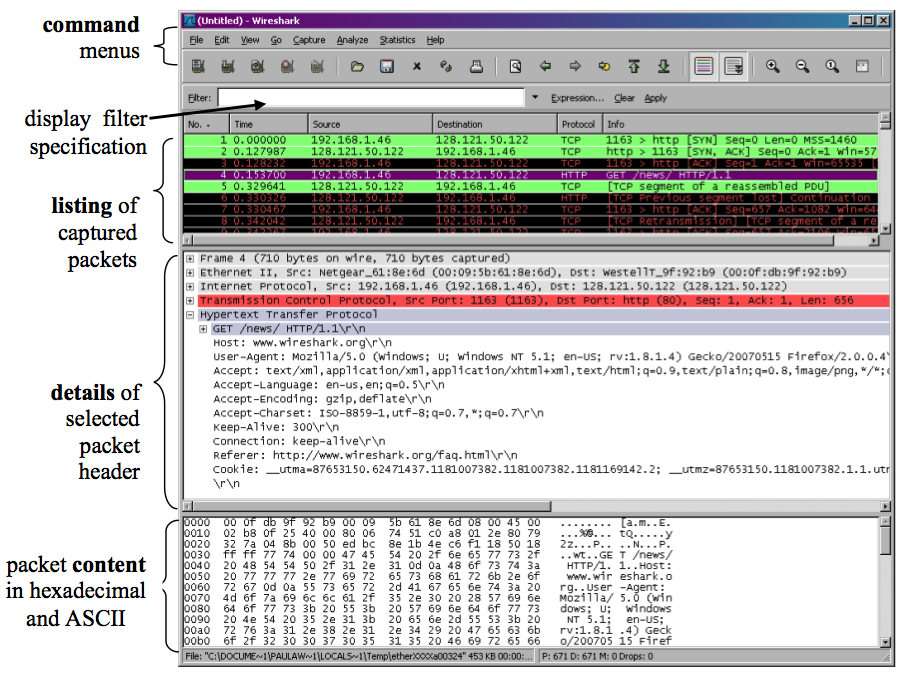 command
menus
display filter
specification
listing of
captured
packets
details of
selected
packet
header
packet content
in hexadecimal
and ASCII
(Untitled) - Wireshark
File Edit View Go Capture Analyze Statistics Help
Filter: Expression... Clear Apply
No. . Time Source Destination Protocol Info
1 0.000000 192.168.1.46 128.121.50.122 TCP 1163 > http [SYN] Seq=0 Len=0 MSS=1460
2 0.127987 128.121.50.122 192.168.1.46 TCP http > 1163 [SYN, ACK] Seq=0 Ack=1 Win=57
3 0.128232 192.168.1.46 128.121.50.122 TCP 1163 > http [ACK] Seq=1 Ack=1 Win=65535 [
4 0.153700 192.168.1.46 128.121.50.122 HTTP GET /news/ HTTP/1.1
5 0.329641 128.121.50.122 192.168.1.46 TCP [TCP segment of a reassembled PDU]
6 0.330326 128.121.50.122 192.168.1.46 HTTP [TCP Previous segment lost] Continuation
7 0.330467 192.168.1.46 128.121.50.122 TCP 1163 > http [ACK] Seq=657 Ack=1082 Win=64
8 0.342042 128.121.50.122 192.168.1.46 TCP [TCP Retransmission] [TCP segment of a re
Frame 4 (710 bytes on wire, 710 bytes captured)
Ethernet II, Src: Netgear_61:8e:6d (00:09:5b:61:8e:6d), Dst: WestellT_9f:92:b9 (00:0f:db:9f:92:b9)
Internet Protocol, Src: 192.168.1.46 (192.168.1.46), Dst: 128.121.50.122 (128.121.50.122)
Transmission Control Protocol, Src Port: 1163 (1163), Dst Port: http (80), Seq: 1, Ack: 1, Len: 656
Hypertext Transfer Protocol
GET /news/ HTTP/1.1\r\n
Host: www.wireshark.org\r\n
User-Agent: Mozilla/5.0 (Windows; U; Windows NT 5.1; en-US; rv:1.8.1.4) Gecko/20070515 Firefox/2.0.0.4\
Accept: text/xml,application/xml,application/xhtml+xml,text/html;q=0.9,text/plain;q=0.8,image/png,*/*;
Accept-Language: en-us,en;q=0.5\r\n
Accept-Encoding: gzip,deflate\r\n
Accept-Charset: ISO-8859-1,utf-8;q=0.7,*;q=0.7\r\n
Keep-Alive: 300\r\n
Connection: keep-alive\r\n
Referer: http://www.wireshark.org/faq.html\r\n
Cookie: __utma=87653150.62471437.1181007382.1181007382.1181169142.2; __utmz=87653150.1181007382.1.1.utm
\r\n
0000 00 0f db 9f 92 b9 00 09 5b 61 8e 6d 08 00 45 00 ........ [a.m..E.
0010 02 b8 0f 25 40 00 80 06 74 51 c0 a8 01 2e 80 79 ...%@... tQ.....y
0020 32 7a 04 8b 00 50 ed bc 8e 1b 4e c6 f1 18 50 18 2z...P.. ..N...P.
0030 ff ff 77 74 00 00 47 45 54 20 2f 6e 65 77 73 2f ..wt..GE T /news/
0040 20 48 54 54 50 2f 31 2e 31 0d 0a 48 6f 73 74 3a HTTP/1. 1..Host:
0050 20 77 77 77 2e 77 69 72 65 73 68 61 72 6b 2e 6f www.wir eshark.o
0060 72 67 0d 0a 55 73 65 72 2d 41 67 65 6e 74 3a 20 rg..User -Agent:
0070 4d 6f 7a 69 6c 6c 61 2f 35 2e 30 20 28 57 69 6e Mozilla/ 5.0 (Win
0080 64 6f 77 73 3b 20 55 3b 20 57 69 6e 64 6f 77 73 dows; U; Windows
0090 20 4e 54 20 35 2e 31 3b 20 65 6e 2d 55 53 3b 20 NT 5.1; en-US;
00a0 72 76 3a 31 2e 38 2e 31 2e 34 29 20 47 65 63 6b rv:1.8.1 .4) Geck
00b0 6f 2f 32 30 30 37 30 35 31 35 20 46 69 72 65 66 o/200705 15 Firef
File: "C:\DOCUME~1\PAULAW~1\LOCALS~1\Temp\etherXXXXa00324" 453 KB 00:00:... P: 671 D: 671 M: 0 Drops: 0